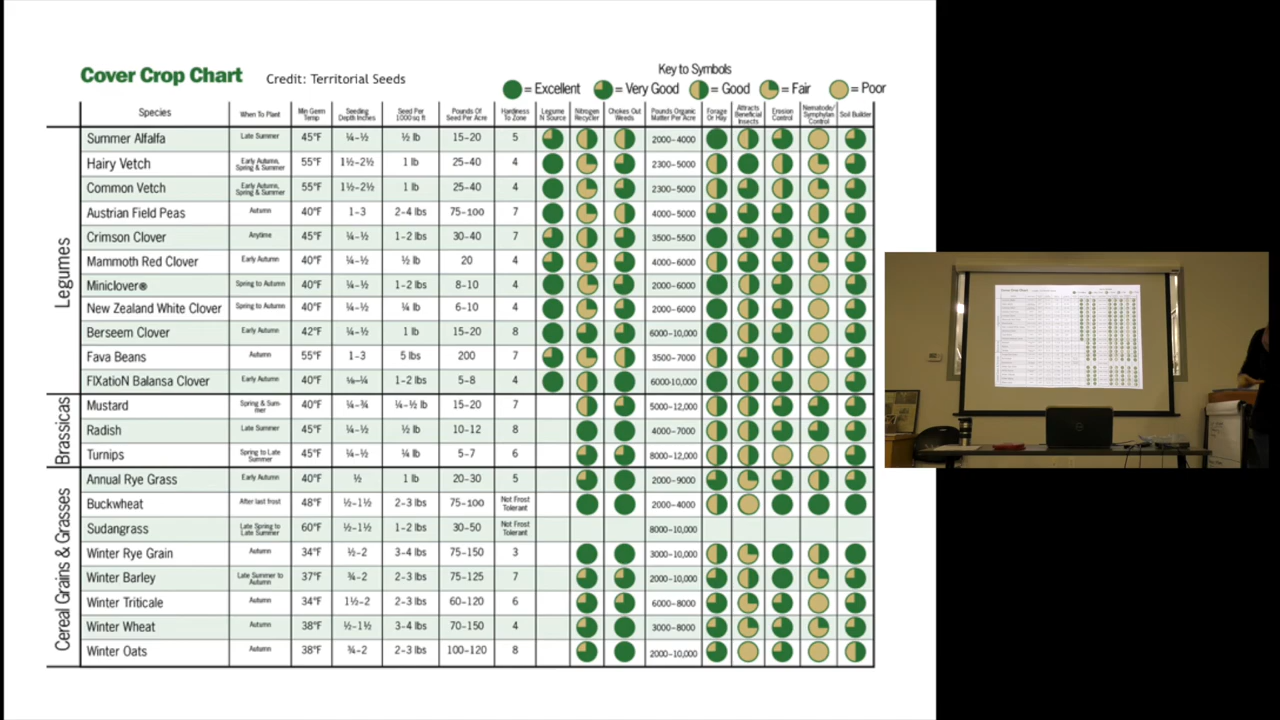 Cover Crop Chart Credit: Territorial Seeds
Key to Symbols
= Excellent = Very Good = Good = Fair = Poor
Species When To Plant Min Germ Temp Seeding Depth Inches Seed Per 1000 sq ft Pounds Of Seed Per Acre Hardiness To Zone Legume N Source Nitrogen Recycler Chokes Out Weeds Pounds Organic Matter Per Acre Forage Or Hay Attracts Beneficial Insects Erosion Control Nematode/Symphylan Control Soil Builder
Legumes
Summer Alfalfa Late Summer 45°F ¼-½ ½ lb 15-20 5 2000-4000
Hairy Vetch Early Autumn, Spring & Summer 55°F 1½-2½ 1 lb 25-40 4 2300-5000
Common Vetch Early Autumn, Spring & Summer 55°F 1½-2½ 1 lb 25-40 4 2300-5000
Austrian Field Peas Autumn 40°F 1-3 2-4 lbs 75-100 7 4000-5000
Crimson Clover Anytime 45°F ¼-½ 1-2 lbs 30-40 7 3500-5500
Mammoth Red Clover Early Autumn 40°F ¼-½ ½ lb 20 4 4000-6000
Miniclover® Spring to Autumn 40°F ¼-½ 1-2 lbs 8-10 4 2000-6000
New Zealand White Clover Spring to Autumn 40°F ¼-½ ¼ lb 6-10 4 2000-6000
Berseem Clover Early Autumn 42°F ¼-½ 1 lb 15-20 8 6000-10,000
Fava Beans Autumn 55°F 1-3 5 lbs 200 7 3500-7000
FIXatioN Balansa Clover Early Autumn 40°F ⅛-¼ 1-2 lbs 5-8 4 6000-10,000
Brassicas
Mustard Spring & Summer 40°F ¼-¾ ¼-½ lb 15-20 7 5000-12,000
Radish Late Summer 45°F ¼-½ ½ lb 10-12 8 4000-7000
Turnips Spring to Late Summer 45°F ¼-½ ¼ lb 5-7 6 8000-12,000
Cereal Grains & Grasses
Annual Rye Grass Early Autumn 40°F ½ 1 lb 20-30 5 2000-9000
Buckwheat After last frost 48°F ½-1½ 2-3 lbs 75-100 Not Frost Tolerant 2000-4000
Sudangrass Late Spring to Late Summer 60°F ½-1½ 1-2 lbs 30-50 Not Frost Tolerant 8000-10,000
Winter Rye Grain Autumn 34°F ½-2 3-4 lbs 75-150 3 3000-10,000
Winter Barley Late Summer to Autumn 37°F ¾-2 2-3 lbs 75-125 7 2000-10,000
Winter Triticale Autumn 34°F 1½-2 2-3 lbs 60-120 6 6000-8000
Winter Wheat Autumn 38°F ½-1½ 3-4 lbs 70-150 4 3000-8000
Winter Oats Autumn 38°F ¾-2 2-3 lbs 100-120 8 2000-10,000